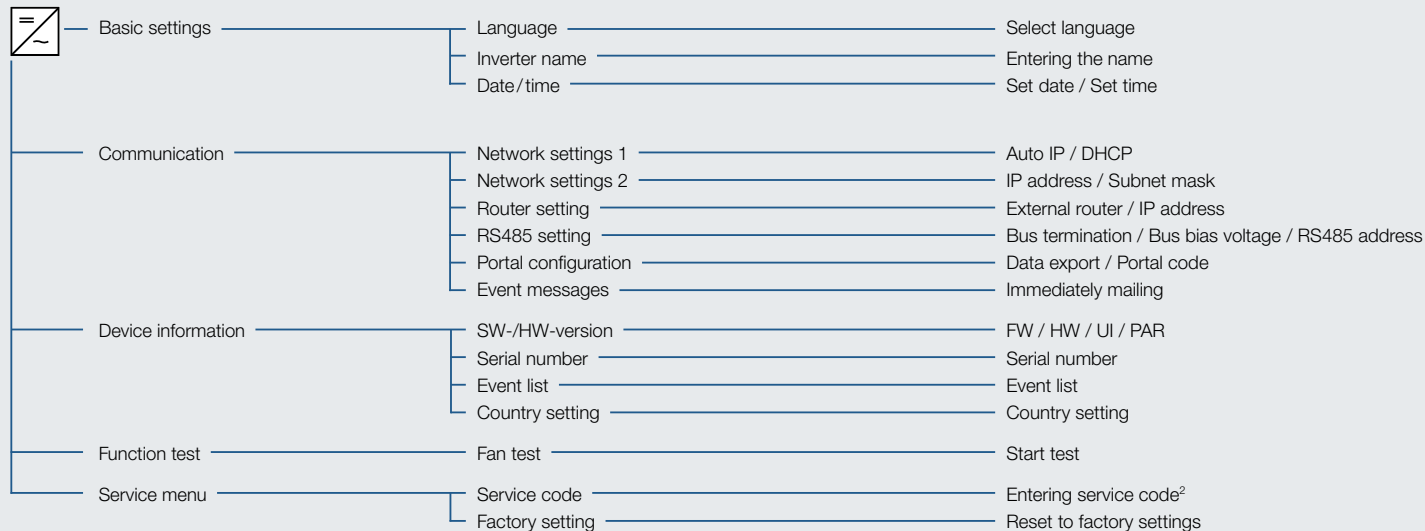 Basic settings Language Select language
Inverter name Entering the name
Date/time Set date / Set time
Communication Network settings 1 Auto IP / DHCP
Network settings 2 IP address / Subnet mask
Router setting External router / IP address
RS485 setting Bus termination / Bus bias voltage / RS485 address
Portal configuration Data export / Portal code
Event messages Immediately mailing
Device information SW-/HW-version FW / HW / UI / PAR
Serial number Serial number
Event list Event list
Country setting Country setting
Function test Fan test Start test
Service menu Service code Entering service code²
Factory setting Reset to factory settings